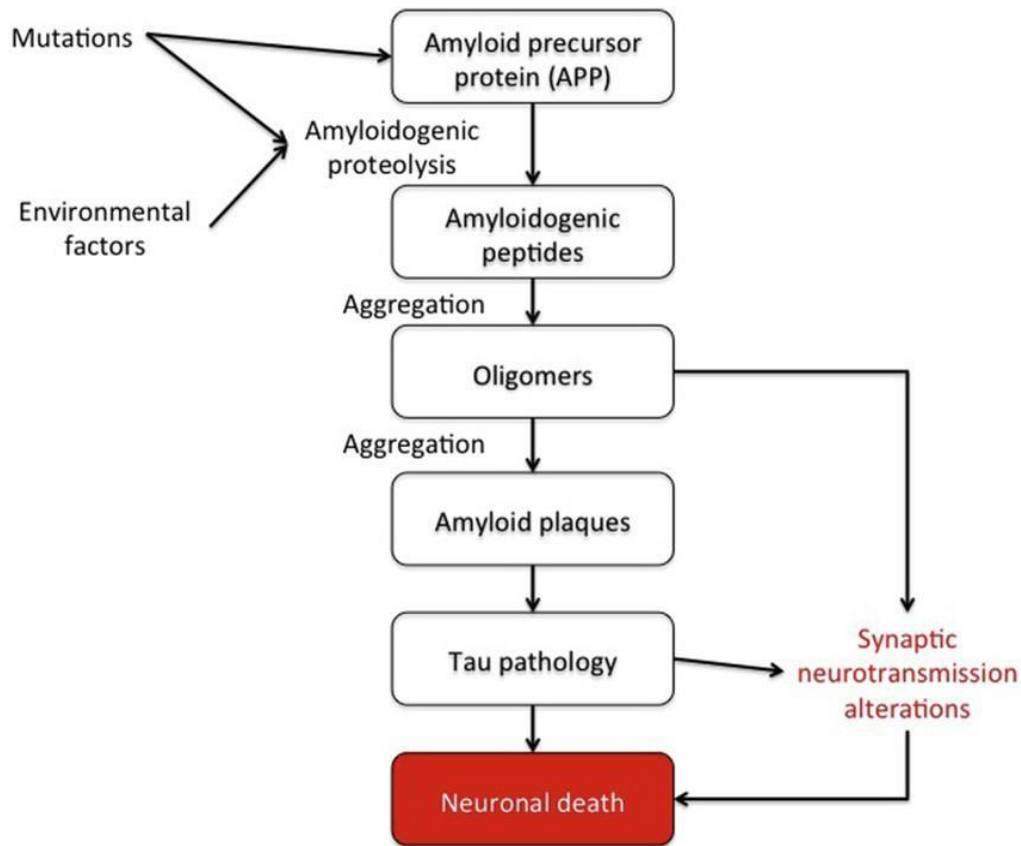 Mutations
Amyloid precursor
protein (APP)
Amyloidogenic
proteolysis
Environmental
factors
Amyloidogenic
peptides
Aggregation
Oligomers
Aggregation
Amyloid plaques
Tau pathology
Synaptic
neurotransmission
alterations
Neuronal death